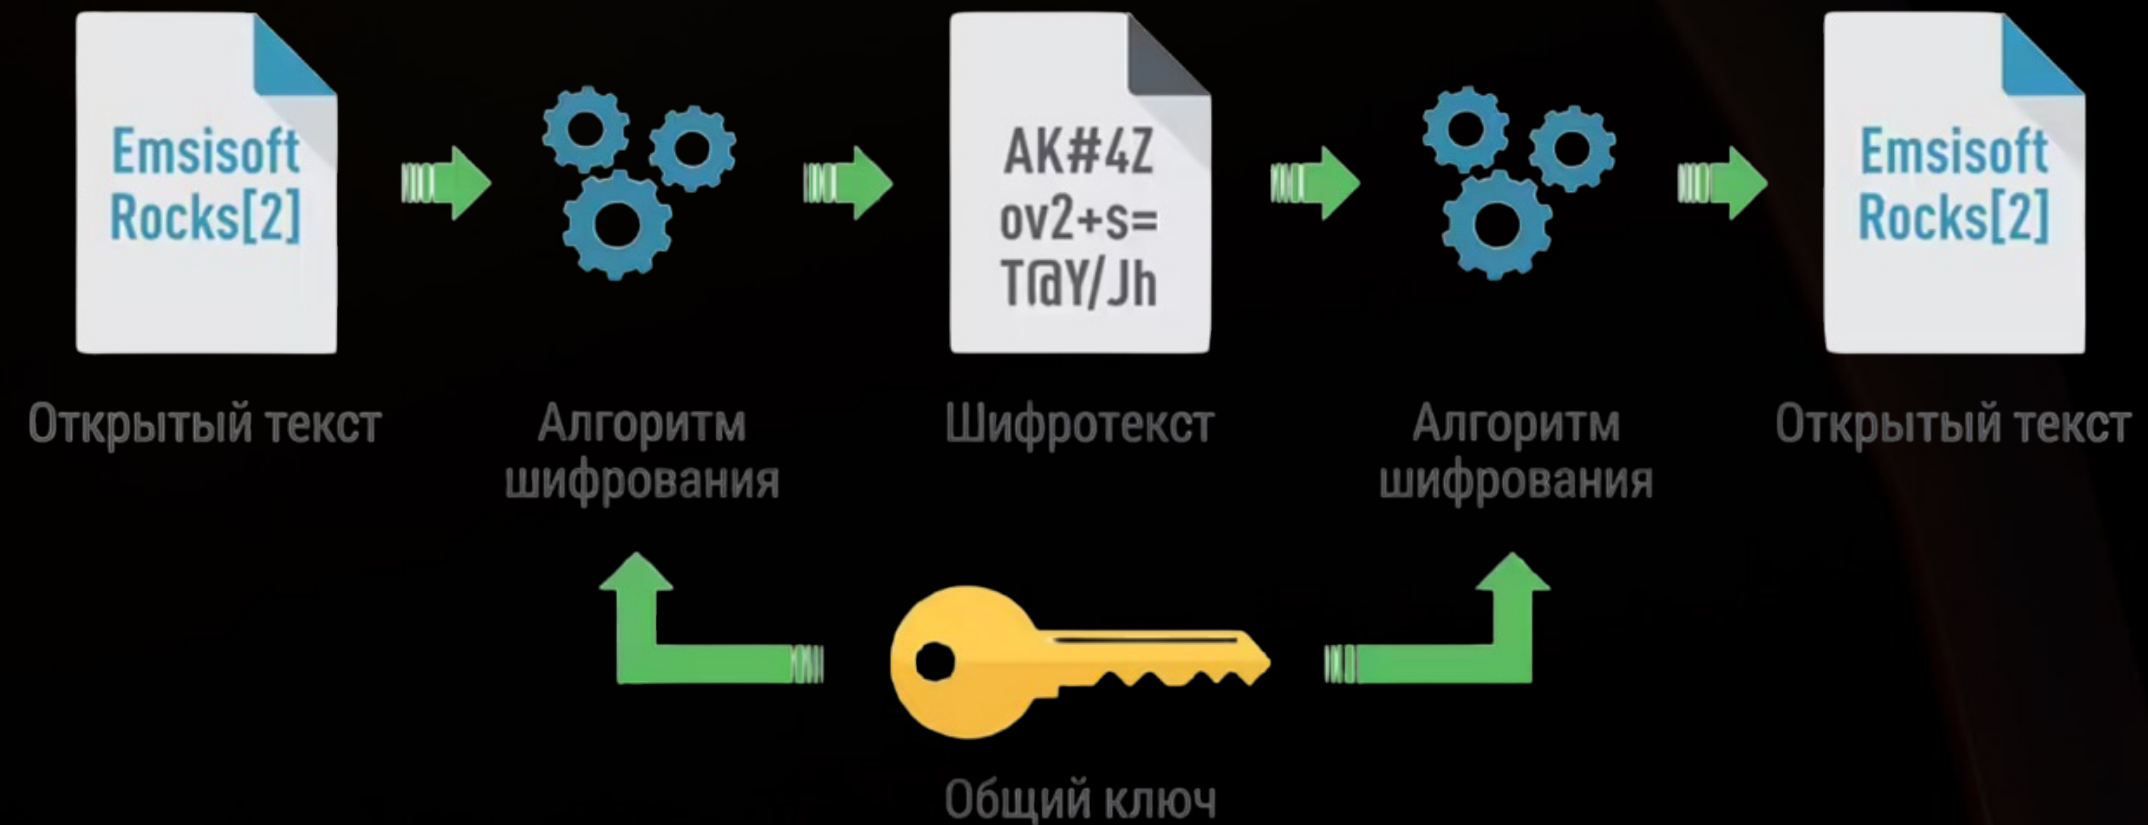 Emsisoft
Rocks[2]
AK#4Z
ov2+s=
T@Y/Jh
Emsisoft
Rocks[2]
Открытый текст
Алгоритм
шифрования
Шифротекст
Алгоритм
шифрования
Открытый текст
Общий ключ